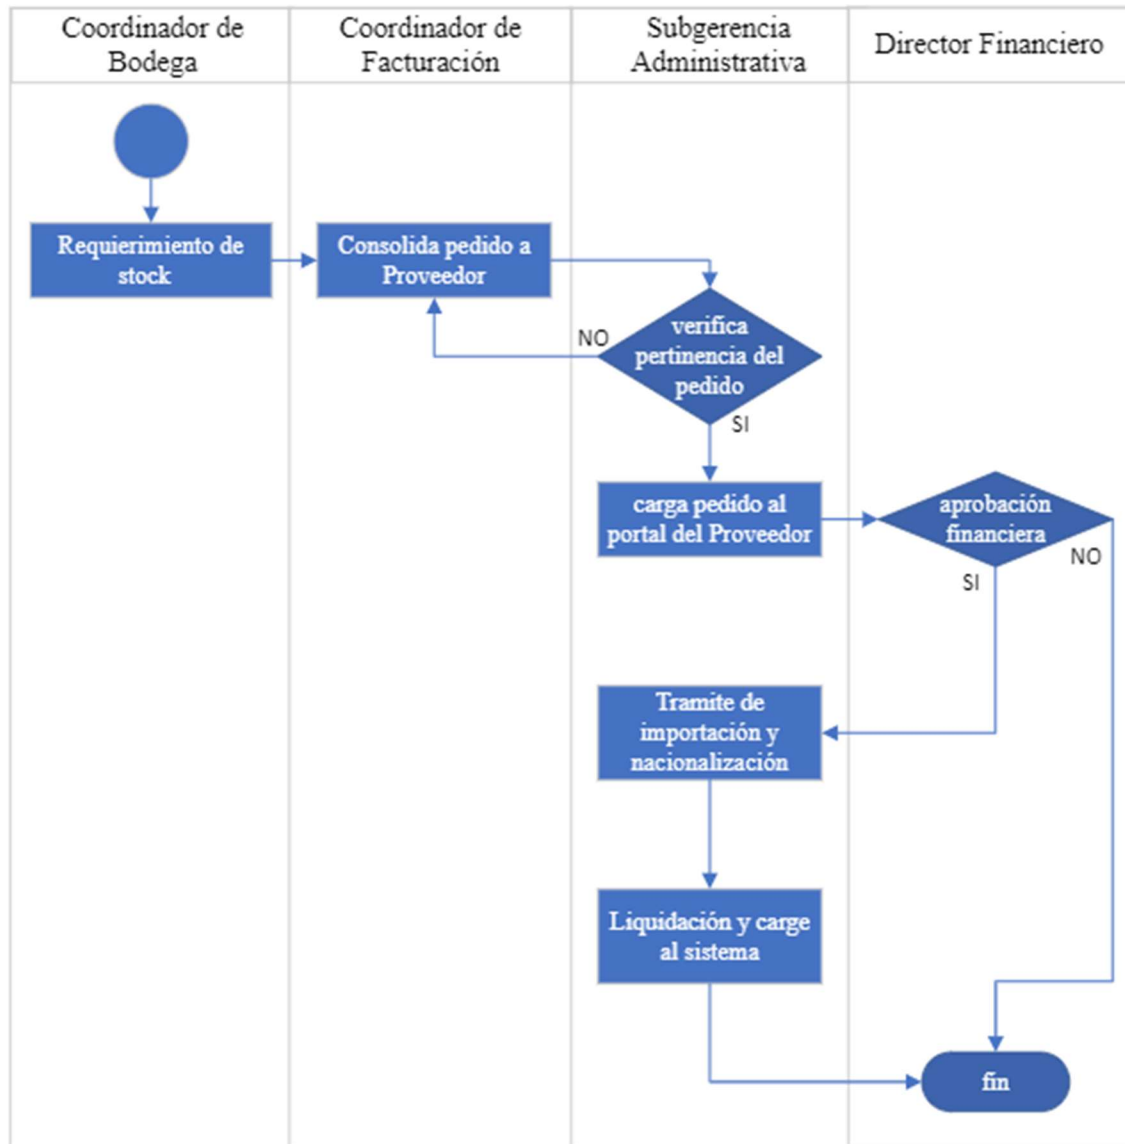 Coordinador de
Bodega
Coordinador de
Facturación
Subgerencia
Administrativa
Director Financiero
Requierimiento de
stock
Consolida pedido a
Proveedor
NO
verifica
pertinencia del
pedido
SI
carga pedido al
portal del Proveedor
aprobación
financiera
NO
SI
Tramite de
importación y
nacionalización
Liquidación y carge
al sistema
fin